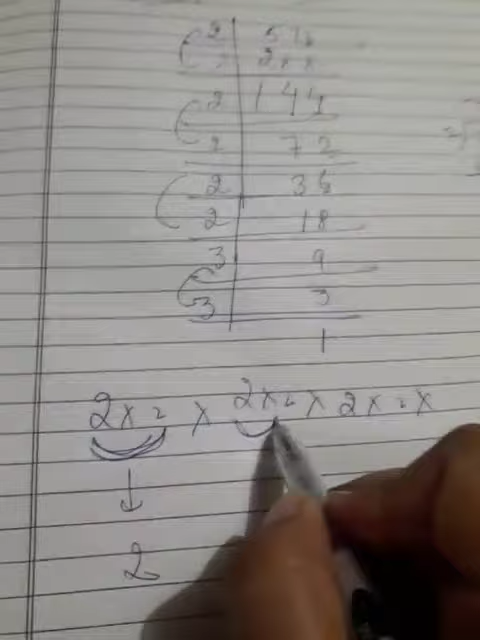 2 | 576
2 | 288
2 | 144
2 | 72
2 | 36
2 | 18
3 | 9
3 | 3
1
2x2 x 2x2 x 2x2 x
↓
2